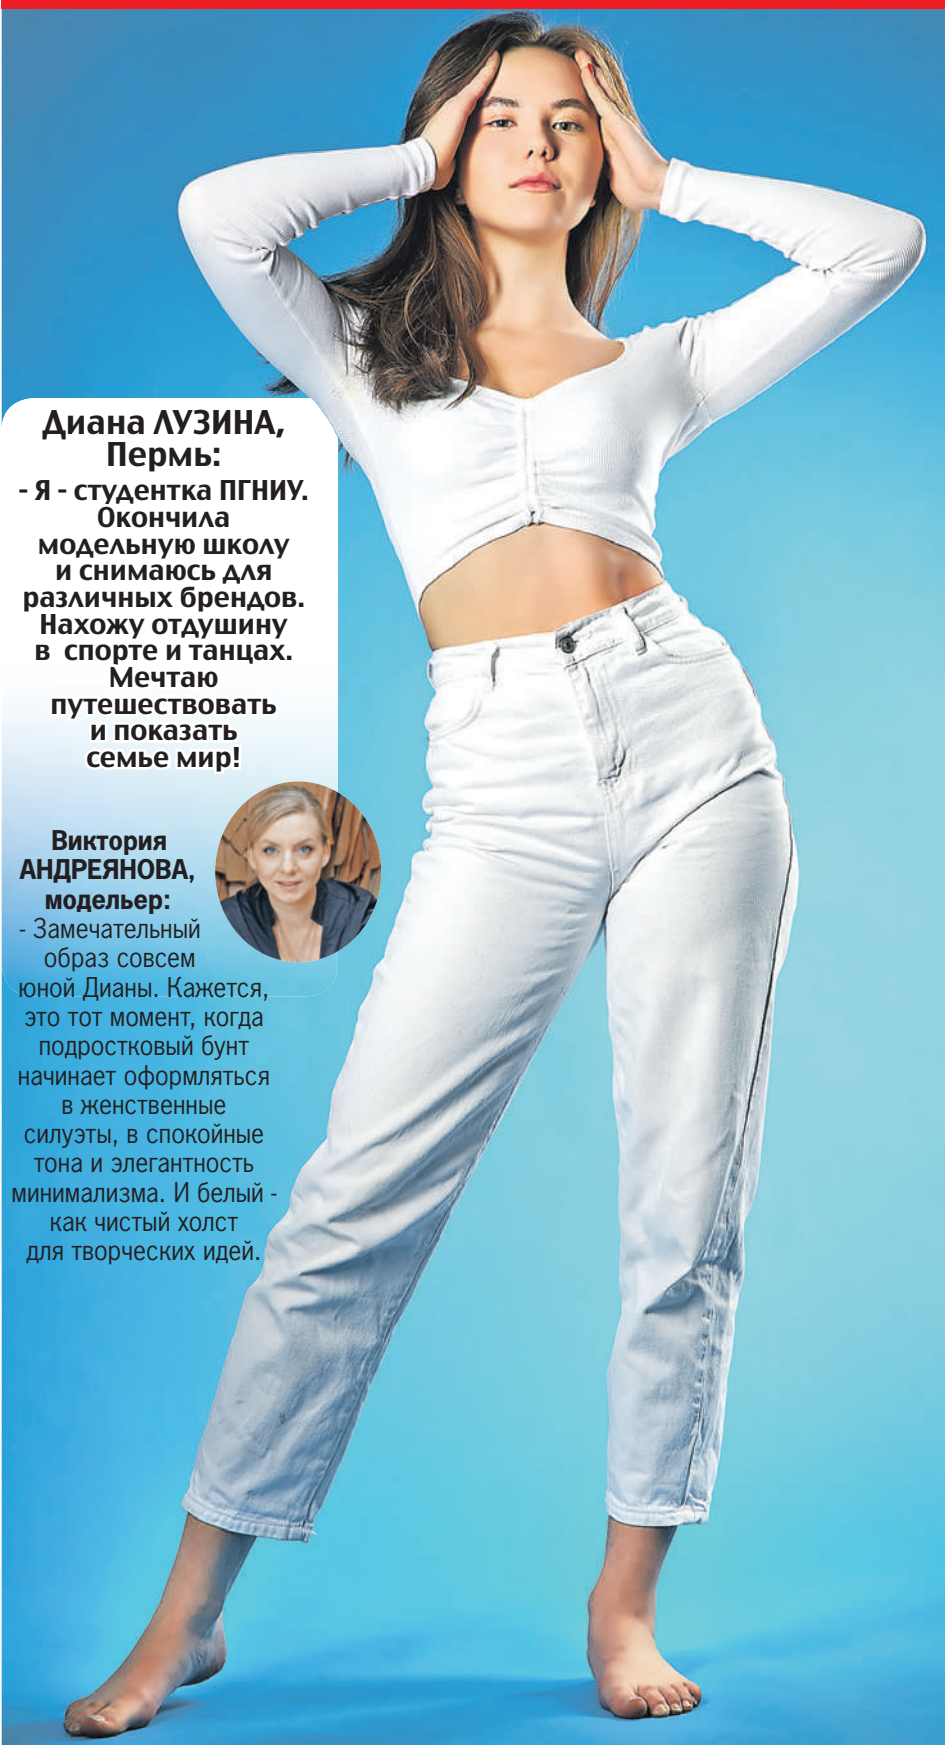 Диана ЛУЗИНА,
Пермь:
- Я - студентка ПГНИУ.
Окончила
модельную школу
и снимаюсь для
различных брендов.
Нахожу отдушину
в спорте и танцах.
Мечтаю
путешествовать
и показать
семье мир!
Виктория
АНДРЕЯНОВА,
модельер:
- Замечательный
образ совсем
юной Дианы. Кажется,
это тот момент, когда
подростковый бунт
начинает оформляться
в женственные
силуэты, в спокойные
тона и элегантность
минимализма. И белый -
как чистый холст
для творческих идей.